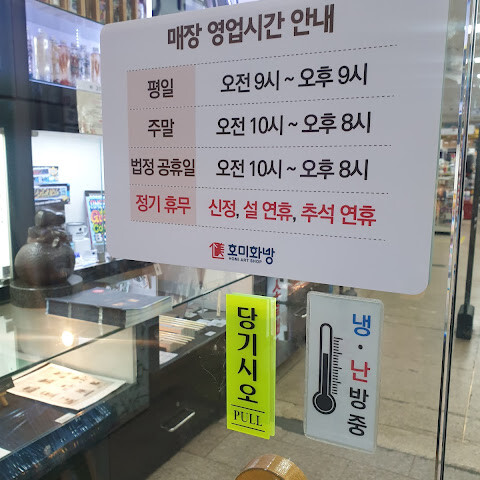 매장 영업시간 안내
평일 오전 9시 ~ 오후 9시
주말 오전 10시 ~ 오후 8시
법정 공휴일 오전 10시 ~ 오후 8시
정기 휴무 신정, 설 연휴, 추석 연휴
호미화방
HOMI ART SHOP
당기시오
PULL
냉·난방중